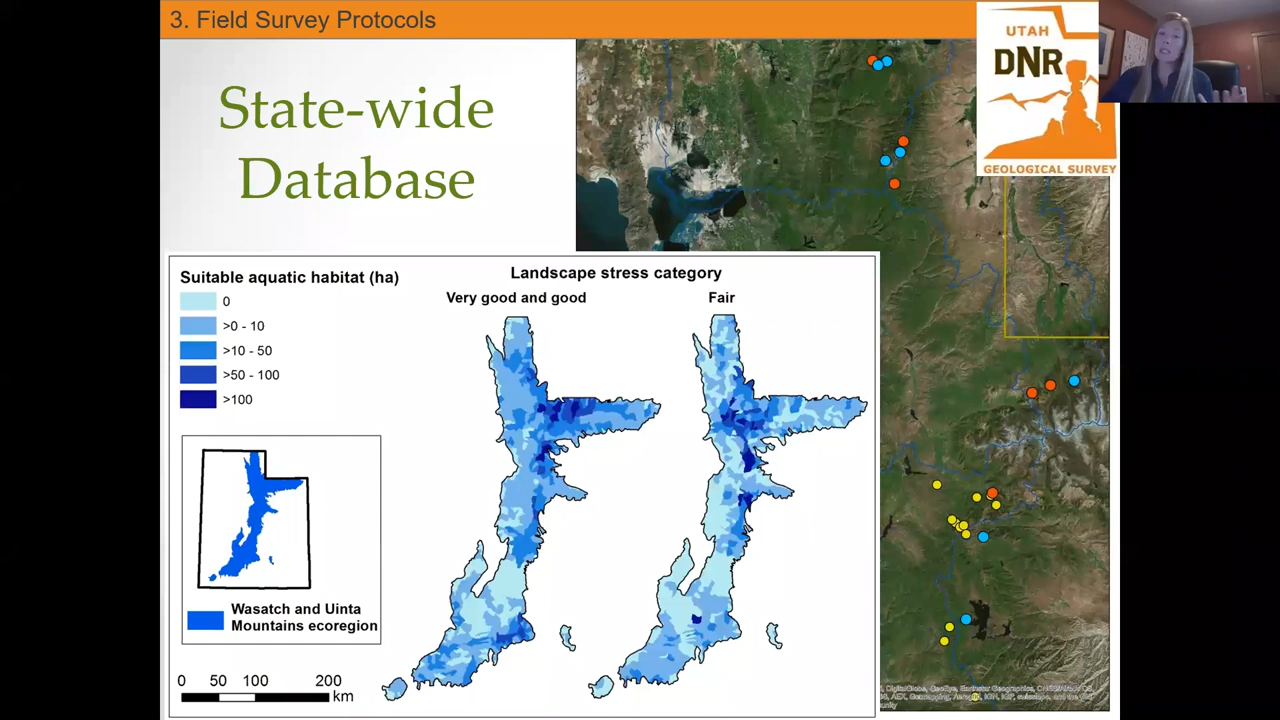 3. Field Survey Protocols
State-wide
Database
UTAH
DNR
GEOLOGICAL SURVEY
Suitable aquatic habitat (ha)
0
>0 - 10
>10 - 50
>50 - 100
>100
Landscape stress category
Very good and good
Fair
Wasatch and Uinta
Mountains ecoregion
0 50 100 200
km